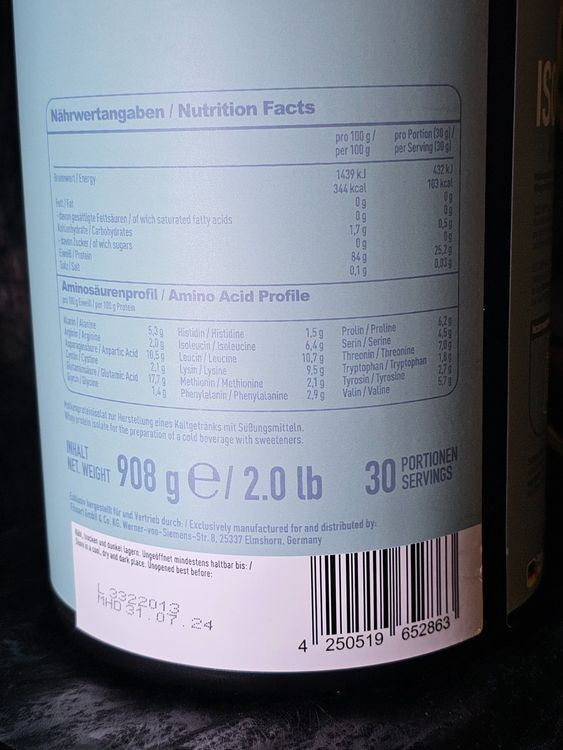 Nährwertangaben / Nutrition Facts
pro 100 g / pro Portion (30 g) /
per 100 g per Serving (30 g)
Brennwert / Energy 1439 kJ 432 kJ
344 kcal 103 kcal
Fett / Fat 0 g 0 g
- davon gesättigte Fettsäuren / of wich saturated fatty acids 0 g 0 g
Kohlenhydrate / Carbohydrates 1,7 g 0,5 g
- davon Zucker / of wich sugars 0 g 0 g
Eiweiß / Protein 84 g 25,2 g
Salz / Salt 0,1 g 0,03 g
Aminosäurenprofil / Amino Acid Profile
pro 100 g Eiweiß / per 100 g Protein
Alanin / Alanine 5,3 g Histidin / Histidine 1,5 g Prolin / Proline 6,2 g
Arginin / Arginine 2,0 g Isoleucin / Isoleucine 6,4 g Serin / Serine 4,5 g
Asparaginsäure / Aspartic Acid 10,5 g Leucin / Leucine 10,7 g Threonin / Threonine 7,0 g
Cystin / Cystine 2,1 g Lysin / Lysine 9,5 g Tryptophan / Tryptophan 1,8 g
Glutaminsäure / Glutamic Acid 17,7 g Methionin / Methionine 2,1 g Tyrosin / Tyrosine 2,7 g
Glycin / Glycine 1,4 g Phenylalanin / Phenylalanine 2,9 g Valin / Valine 5,7 g
Molkenproteinisolat zur Herstellung eines Kaltgetränks mit Süßungsmitteln.
Whey protein isolate for the preparation of a cold beverage with sweeteners.
INHALT
NET. WEIGHT 908 g e / 2.0 lb 30 PORTIONEN
SERVINGS
Exklusiv hergestellt für und Vertrieb durch: / Exclusively manufactured for and distributed by:
GmbH & Co. KG, Werner-von-Siemens-Str. 8, 25337 Elmshorn, Germany
Kühl, trocken und dunkel lagern. Ungeöffnet mindestens haltbar bis: /
Store in a cool, dry and dark place. Unopened best before:
L 3322013
MHD 31.07.24
4 250519 652863